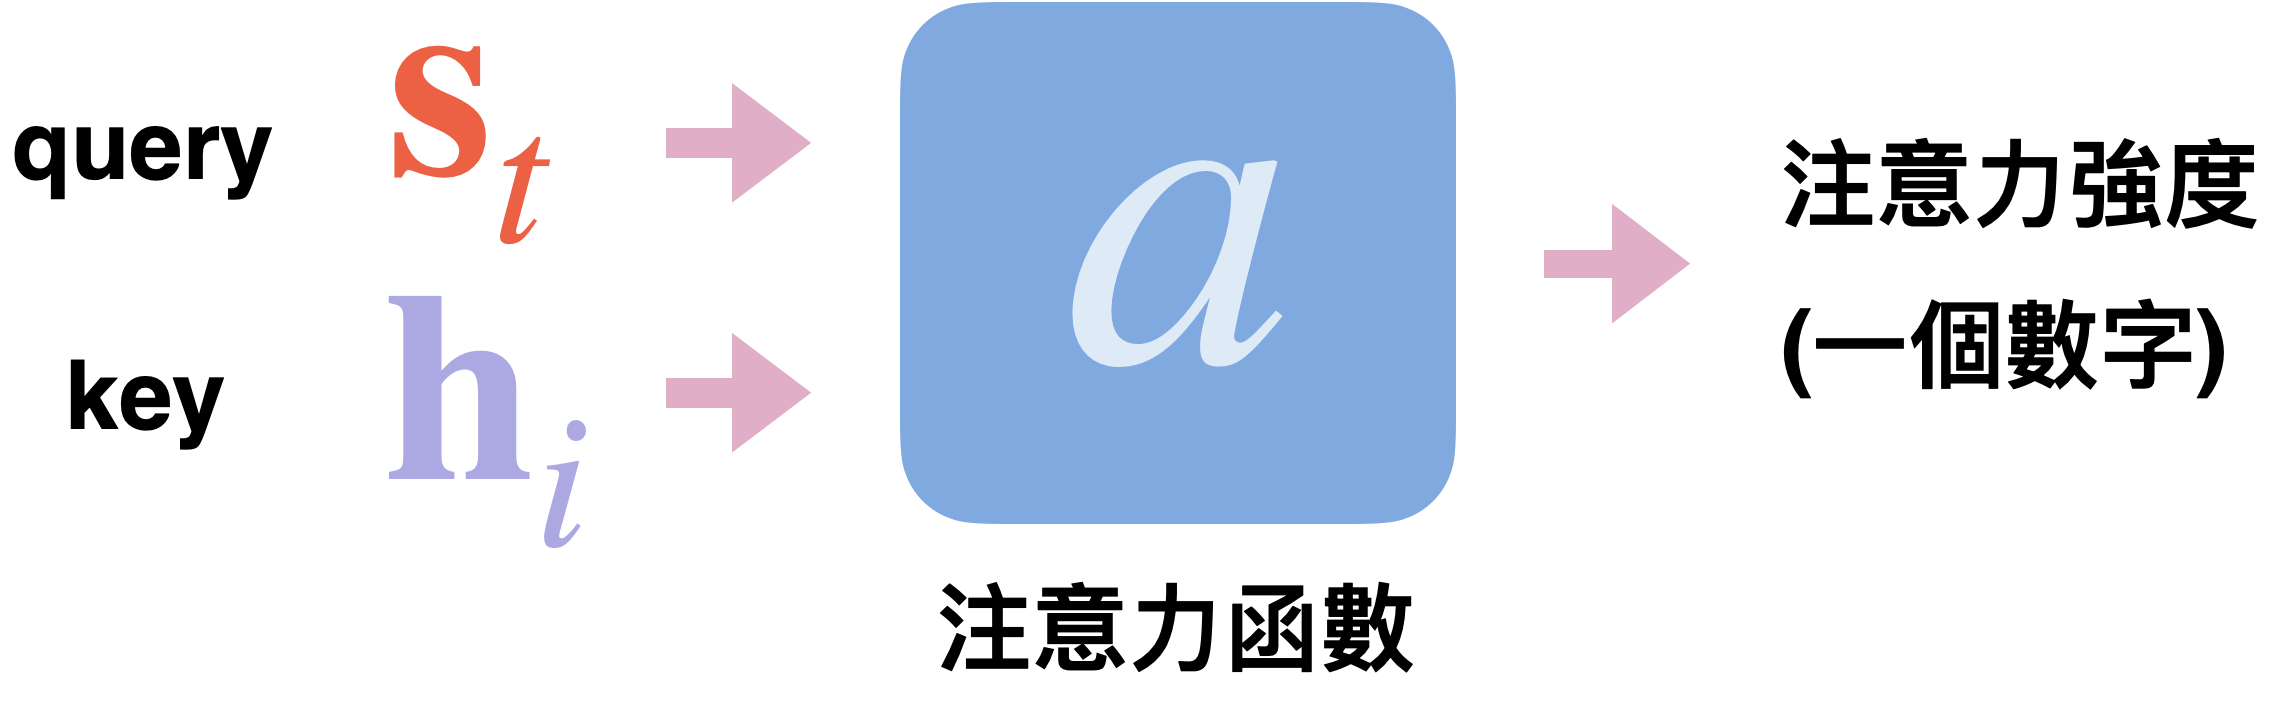 query s_t
key h_i
a
注意力函數
注意力強度
(一個數字)